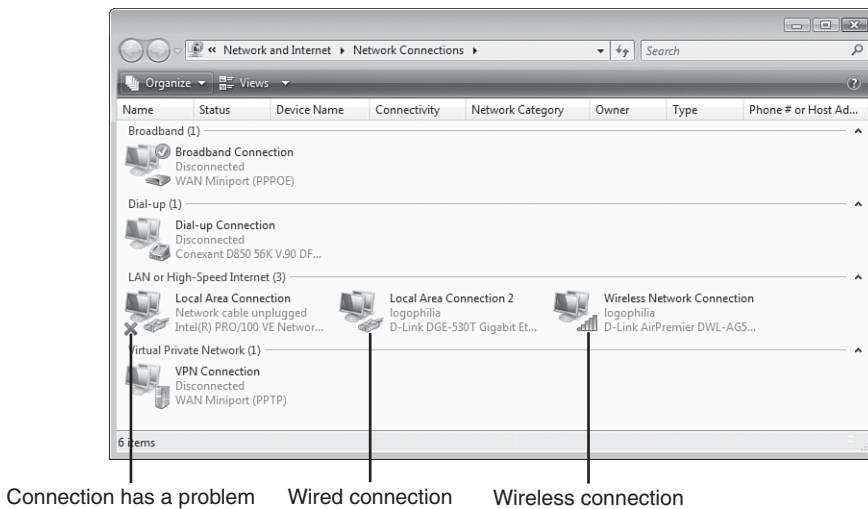 « Network and Internet ▸ Network Connections ▸ Search
Organize Views
Name Status Device Name Connectivity Network Category Owner Type Phone # or Host Ad...
Broadband (1)
Broadband Connection
Disconnected
WAN Miniport (PPPOE)
Dial-up (1)
Dial-up Connection
Disconnected
Conexant D850 56K V.90 DF...
LAN or High-Speed Internet (3)
Local Area Connection
Network cable unplugged
Intel(R) PRO/100 VE Networ...
Local Area Connection 2
logophilia
D-Link DGE-530T Gigabit Et...
Wireless Network Connection
logophilia
D-Link AirPremier DWL-AG5...
Virtual Private Network (1)
VPN Connection
Disconnected
WAN Miniport (PPTP)
6 items
Connection has a problem Wired connection Wireless connection